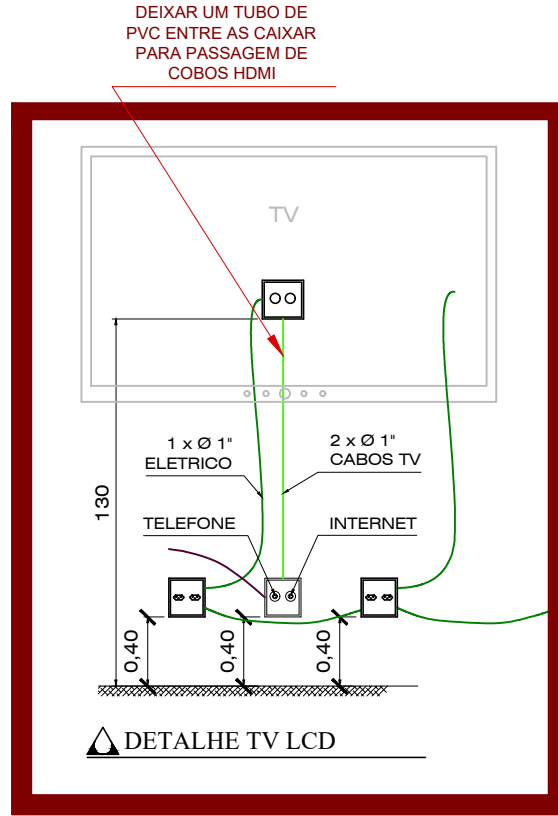 DEIXAR UM TUBO DE
PVC ENTRE AS CAIXAR
PARA PASSAGEM DE
COBOS HDMI
TV
1 x Ø 1"
ELETRICO
2 x Ø 1"
CABOS TV
130
TELEFONE
INTERNET
0,40
0,40
0,40
DETALHE TV LCD